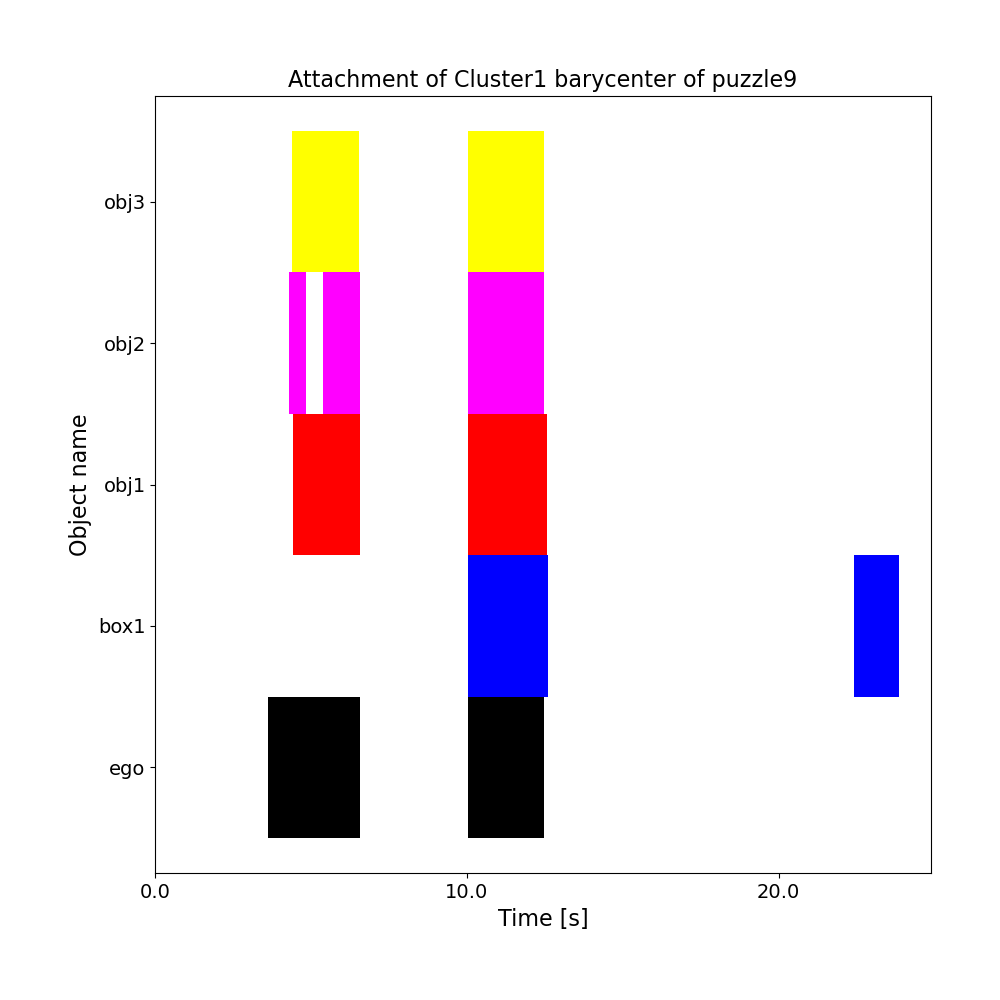 Attachment of Cluster1 barycenter of puzzle9
obj3
obj2
obj1
box1
ego
Object name
0.0 10.0 20.0
Time [s]